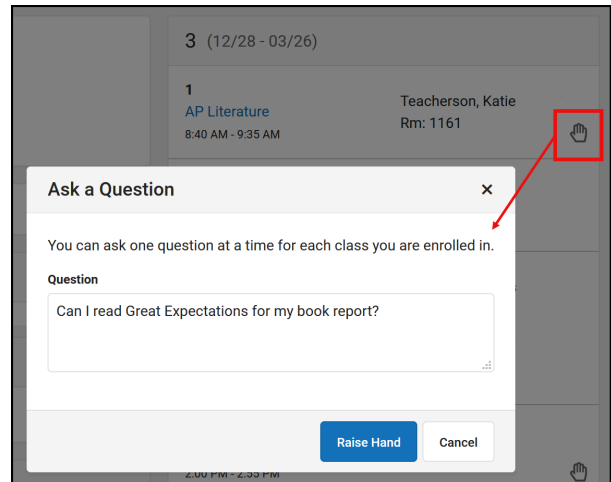 3 (12/28 - 03/26)
1
AP Literature
8:40 AM - 9:35 AM
Teacherson, Katie
Rm: 1161
Ask a Question ×
You can ask one question at a time for each class you are enrolled in.
Question
Can I read Great Expectations for my book report?
Raise Hand Cancel
2:00 PM - 2:55 PM